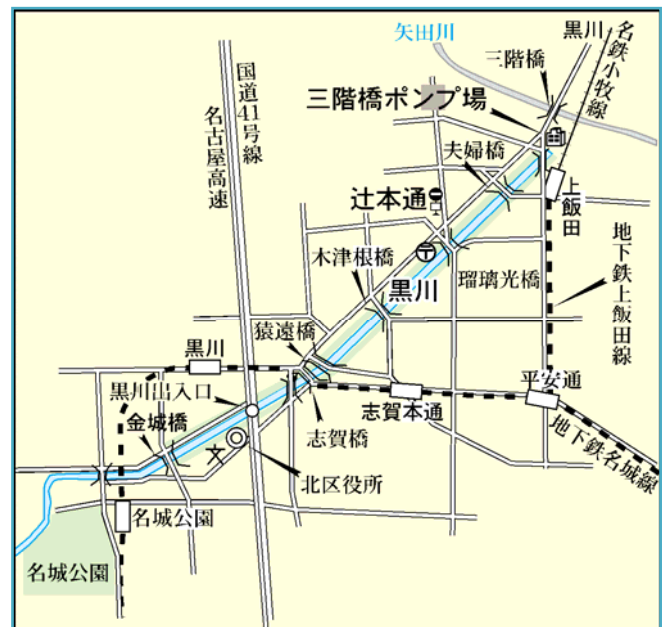 矢田川
黒川
三階橋
名鉄小牧線
国道41号線
名古屋高速
三階橋ポンプ場
夫婦橋
辻本通
上飯田
木津根橋
黒川
瑠璃光橋
地下鉄上飯田線
猿遠橋
黒川
黒川出入口
平安通
志賀本通
金城橋
志賀橋
地下鉄名城線
文
北区役所
名城公園
名城公園